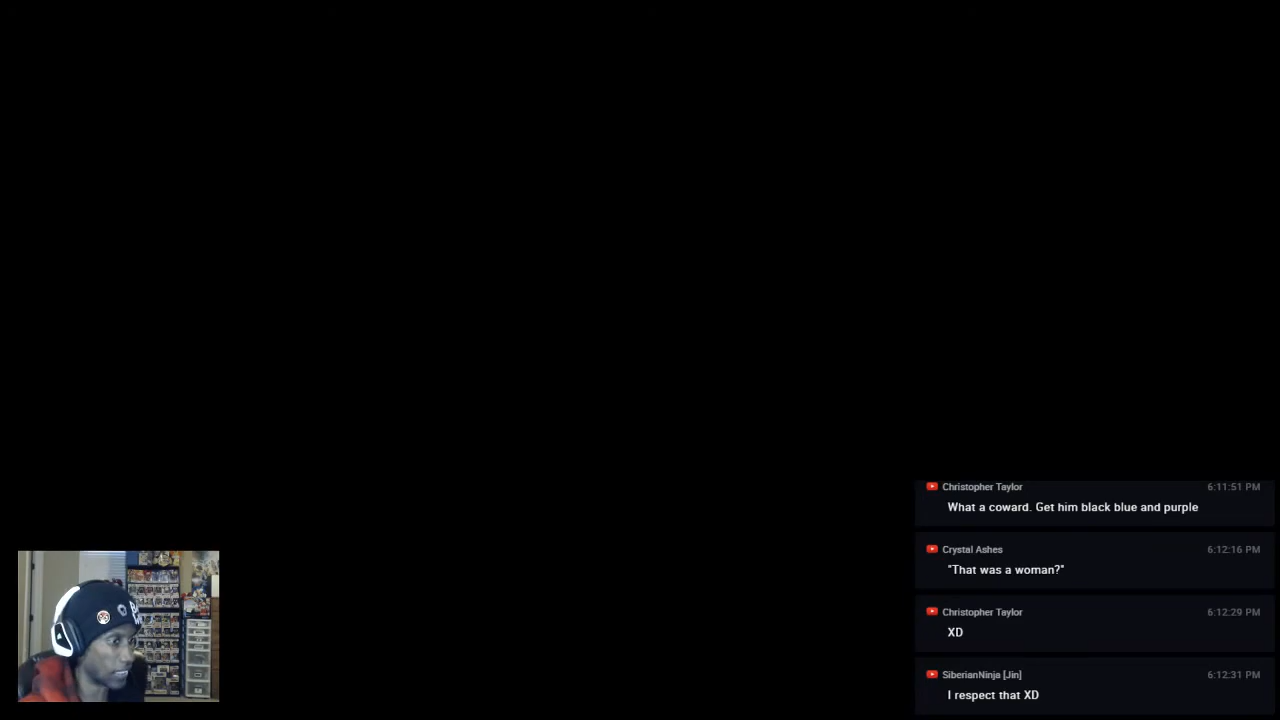 Christopher Taylor 6:11:51 PM
What a coward. Get him black blue and purple
Crystal Ashes 6:12:16 PM
"That was a woman?"
Christopher Taylor 6:12:29 PM
XD
SiberianNinja [Jin] 6:12:31 PM
I respect that XD